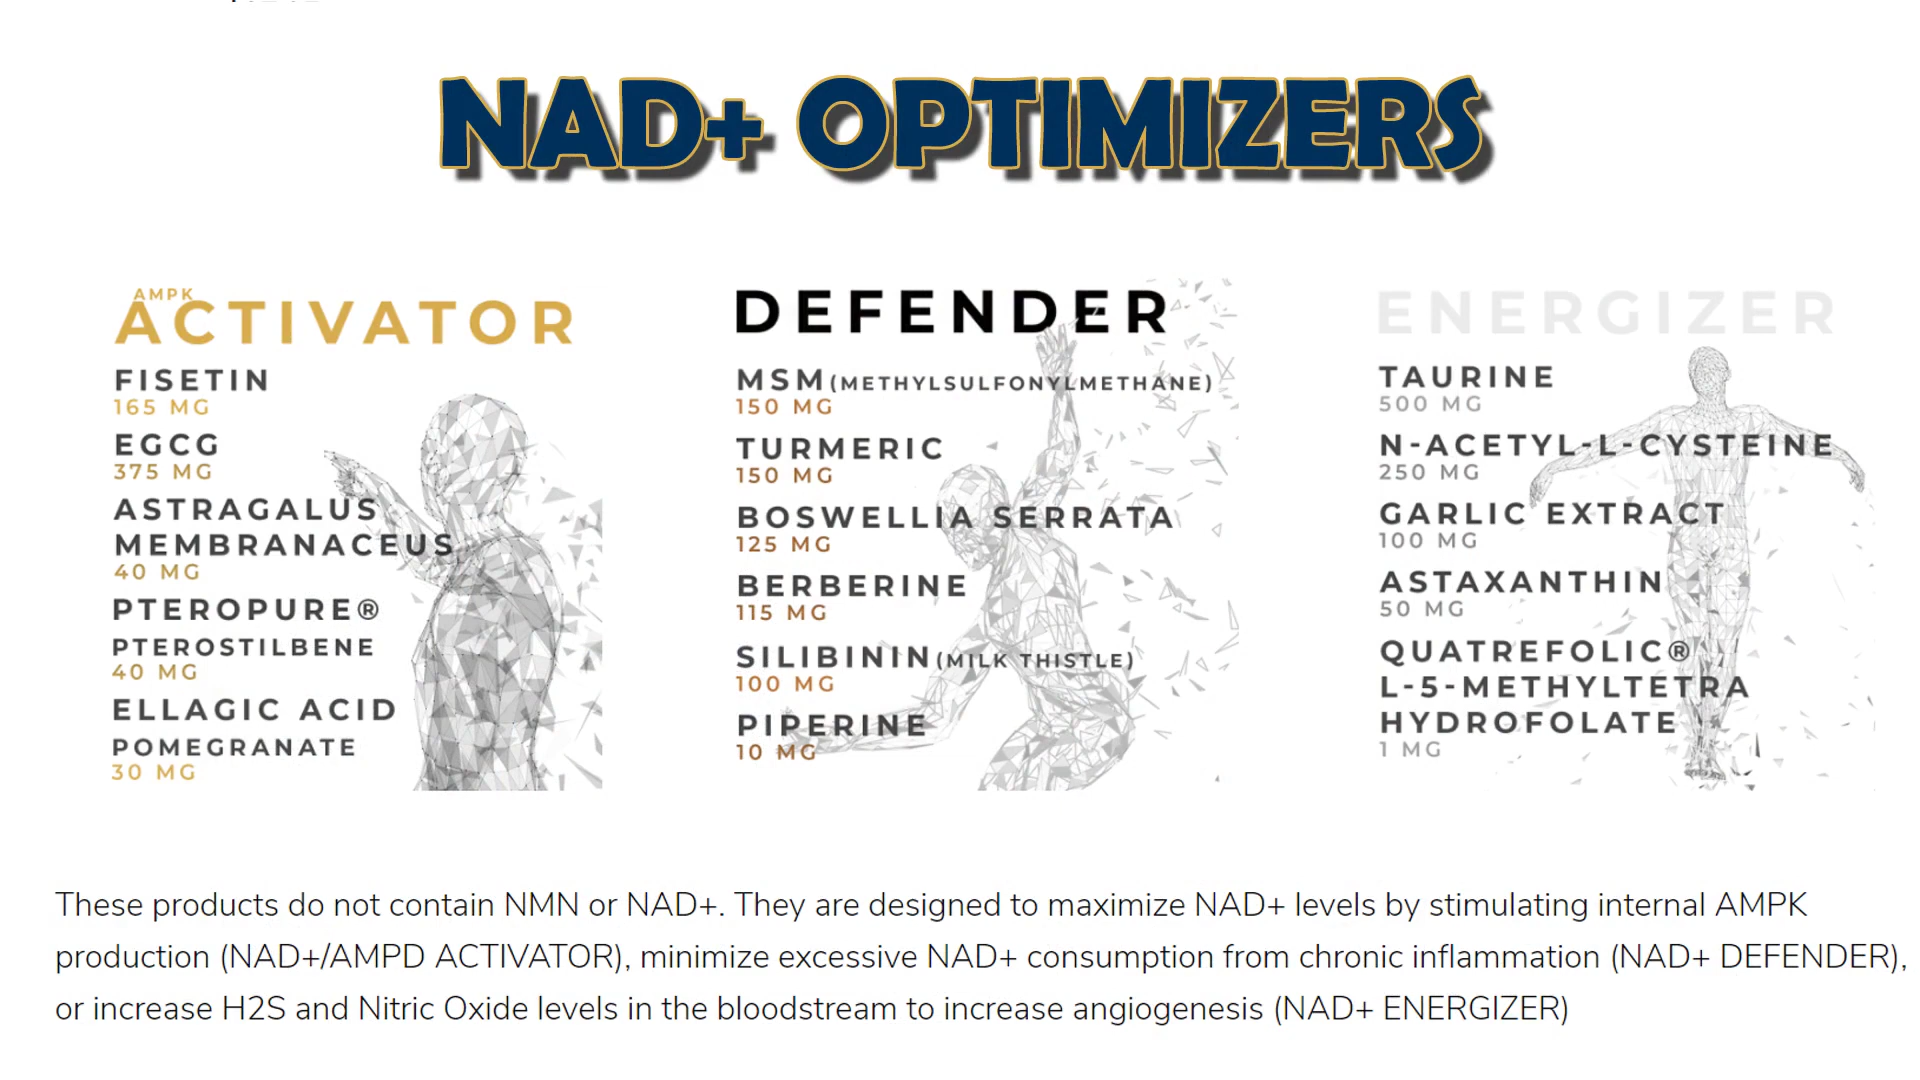 NAD+ OPTIMIZERS
AMPK
ACTIVATOR
FISETIN
165 MG
EGCG
375 MG
ASTRAGALUS
MEMBRANACEUS
40 MG
PTEROPURE®
PTEROSTILBENE
40 MG
ELLAGIC ACID
POMEGRANATE
30 MG
DEFENDER
MSM (METHYLSULFONYLMETHANE)
150 MG
TURMERIC
150 MG
BOSWELLIA SERRATA
125 MG
BERBERINE
115 MG
SILIBININ (MILK THISTLE)
100 MG
PIPERINE
10 MG
ENERGIZER
TAURINE
500 MG
N-ACETYL-L-CYSTEINE
250 MG
GARLIC EXTRACT
100 MG
ASTAXANTHIN
50 MG
QUATREFOLIC®
L-5-METHYLTETRA
HYDROFOLATE
1 MG
These products do not contain NMN or NAD+. They are designed to maximize NAD+ levels by stimulating internal AMPK
production (NAD+/AMPD ACTIVATOR), minimize excessive NAD+ consumption from chronic inflammation (NAD+ DEFENDER),
or increase H2S and Nitric Oxide levels in the bloodstream to increase angiogenesis (NAD+ ENERGIZER)